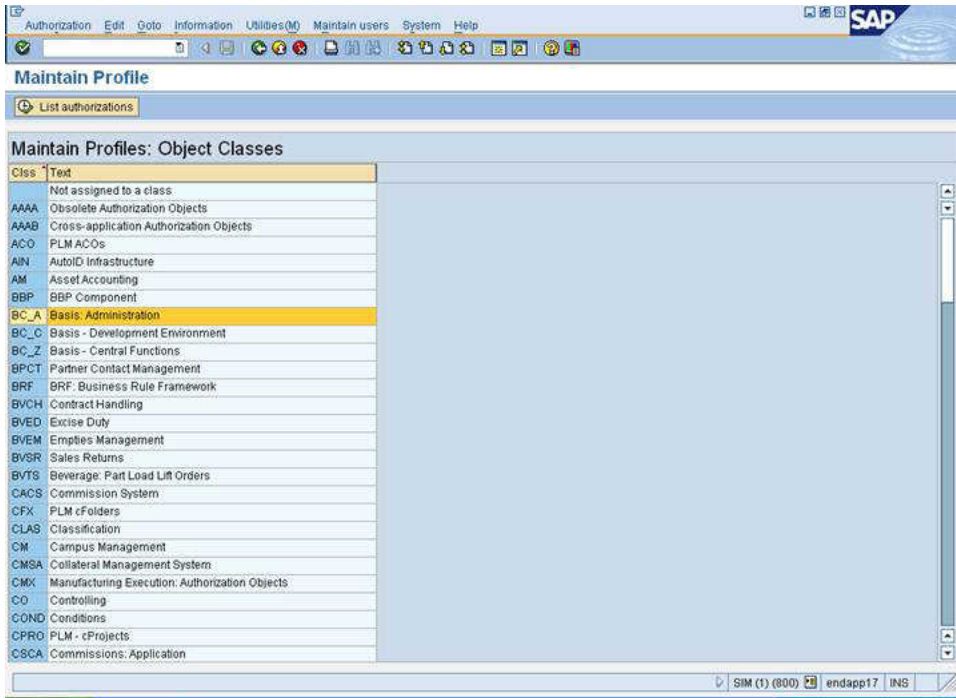 Authorization Edit Goto Information Utilities(M) Maintain users System Help
SAP
Maintain Profile
List authorizations
Maintain Profiles: Object Classes
Clss Text
Not assigned to a class
AAAA Obsolete Authorization Objects
AAAB Cross-application Authorization Objects
ACO PLM ACOs
AIN AutoID Infrastructure
AM Asset Accounting
BBP BBP Component
BC_A Basis: Administration
BC_C Basis - Development Environment
BC_Z Basis - Central Functions
BPCT Partner Contact Management
BRF BRF: Business Rule Framework
BVCH Contract Handling
BVED Excise Duty
BVEM Empties Management
BVSR Sales Returns
BVTS Beverage: Part Load Lift Orders
CACS Commission System
CFX PLM cFolders
CLAS Classification
CM Campus Management
CMSA Collateral Management System
CMX Manufacturing Execution: Authorization Objects
CO Controlling
COND Conditions
CPRO PLM - cProjects
CSCA Commissions: Application
SIM (1) (800) endapp17 INS